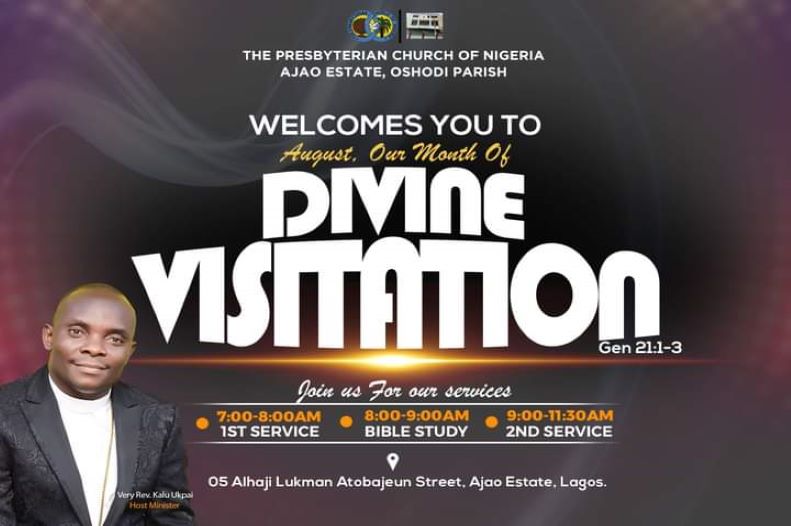 THE PRESBYTERIAN CHURCH OF NIGERIA
AJAO ESTATE, OSHODI PARISH
WELCOMES YOU TO
August, Our Month Of
DIVINE
VISITATION
Gen 21:1-3
Join us For our services
7:00-8:00AM
1ST SERVICE
8:00-9:00AM
BIBLE STUDY
9:00-11:30AM
2ND SERVICE
05 Alhaji Lukman Atobajeun Street, Ajao Estate, Lagos.
Very Rev. Kalu Ukpai
Host Minister